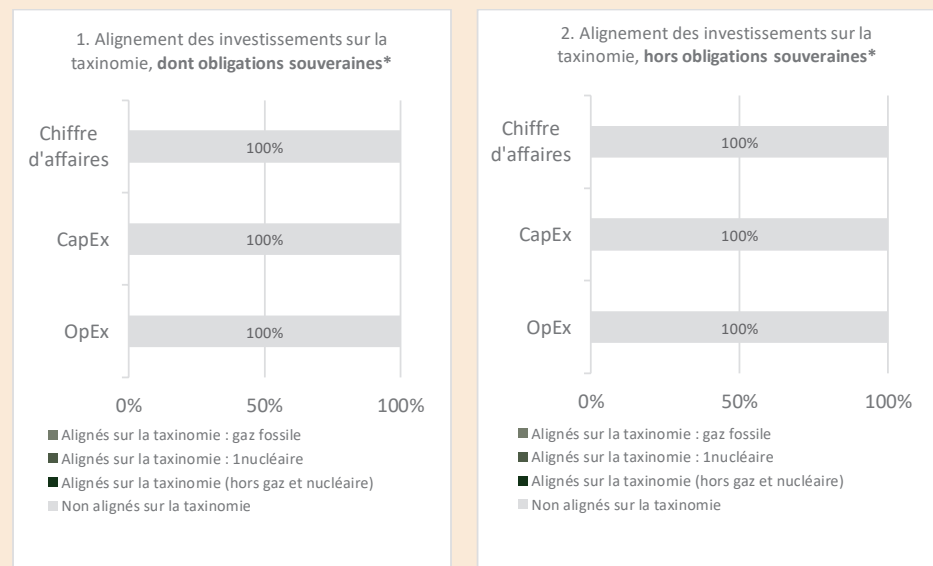 1. Alignement des investissements sur la
taxinomie, dont obligations souveraines*
Chiffre
d'affaires
100%
CapEx
100%
OpEx
100%
0%
50%
100%
Alignés sur la taxinomie : gaz fossile
Alignés sur la taxinomie : 1nucléaire
Alignés sur la taxinomie (hors gaz et nucléaire)
Non alignés sur la taxinomie
2. Alignement des investissements sur la
taxinomie, hors obligations souveraines*
Chiffre
d'affaires
100%
CapEx
100%
OpEx
100%
0%
50%
100%
Alignés sur la taxinomie : gaz fossile
Alignés sur la taxinomie : 1nucléaire
Alignés sur la taxinomie (hors gaz et nucléaire)
Non alignés sur la taxinomie